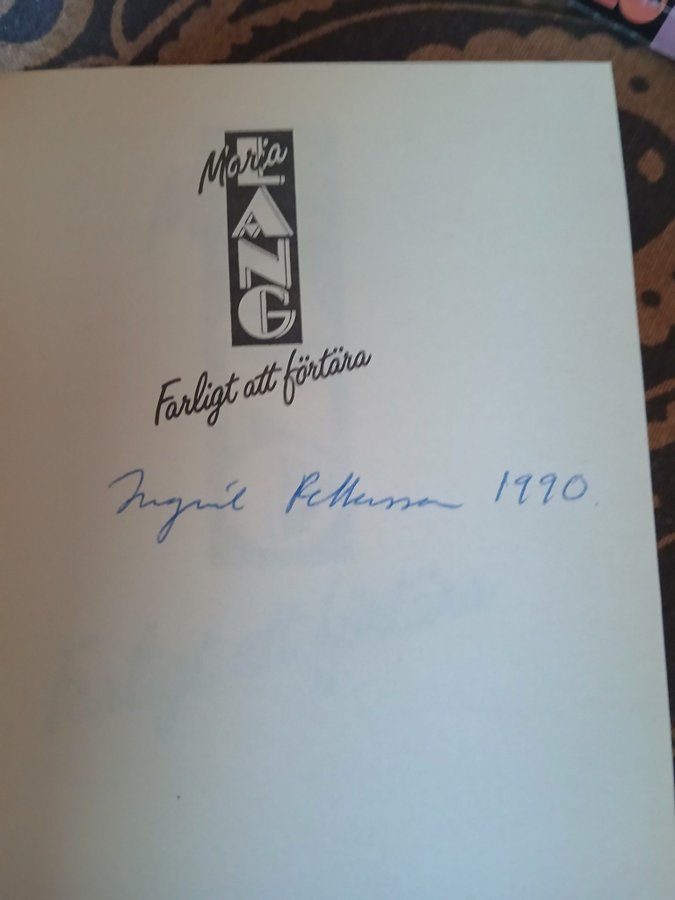 Maria
LANG
Farligt att förtära
Ingrid Pettersson 1990